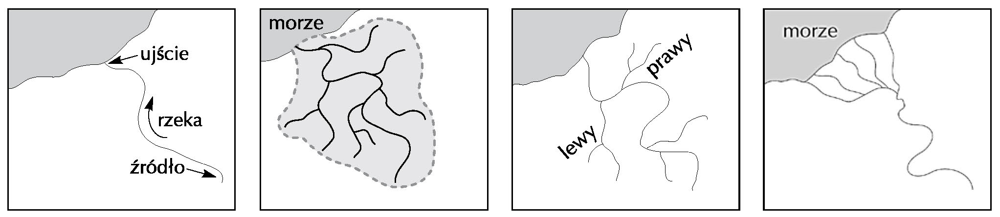 ujście
rzeka
źródło
morze
prawy
lewy
morze